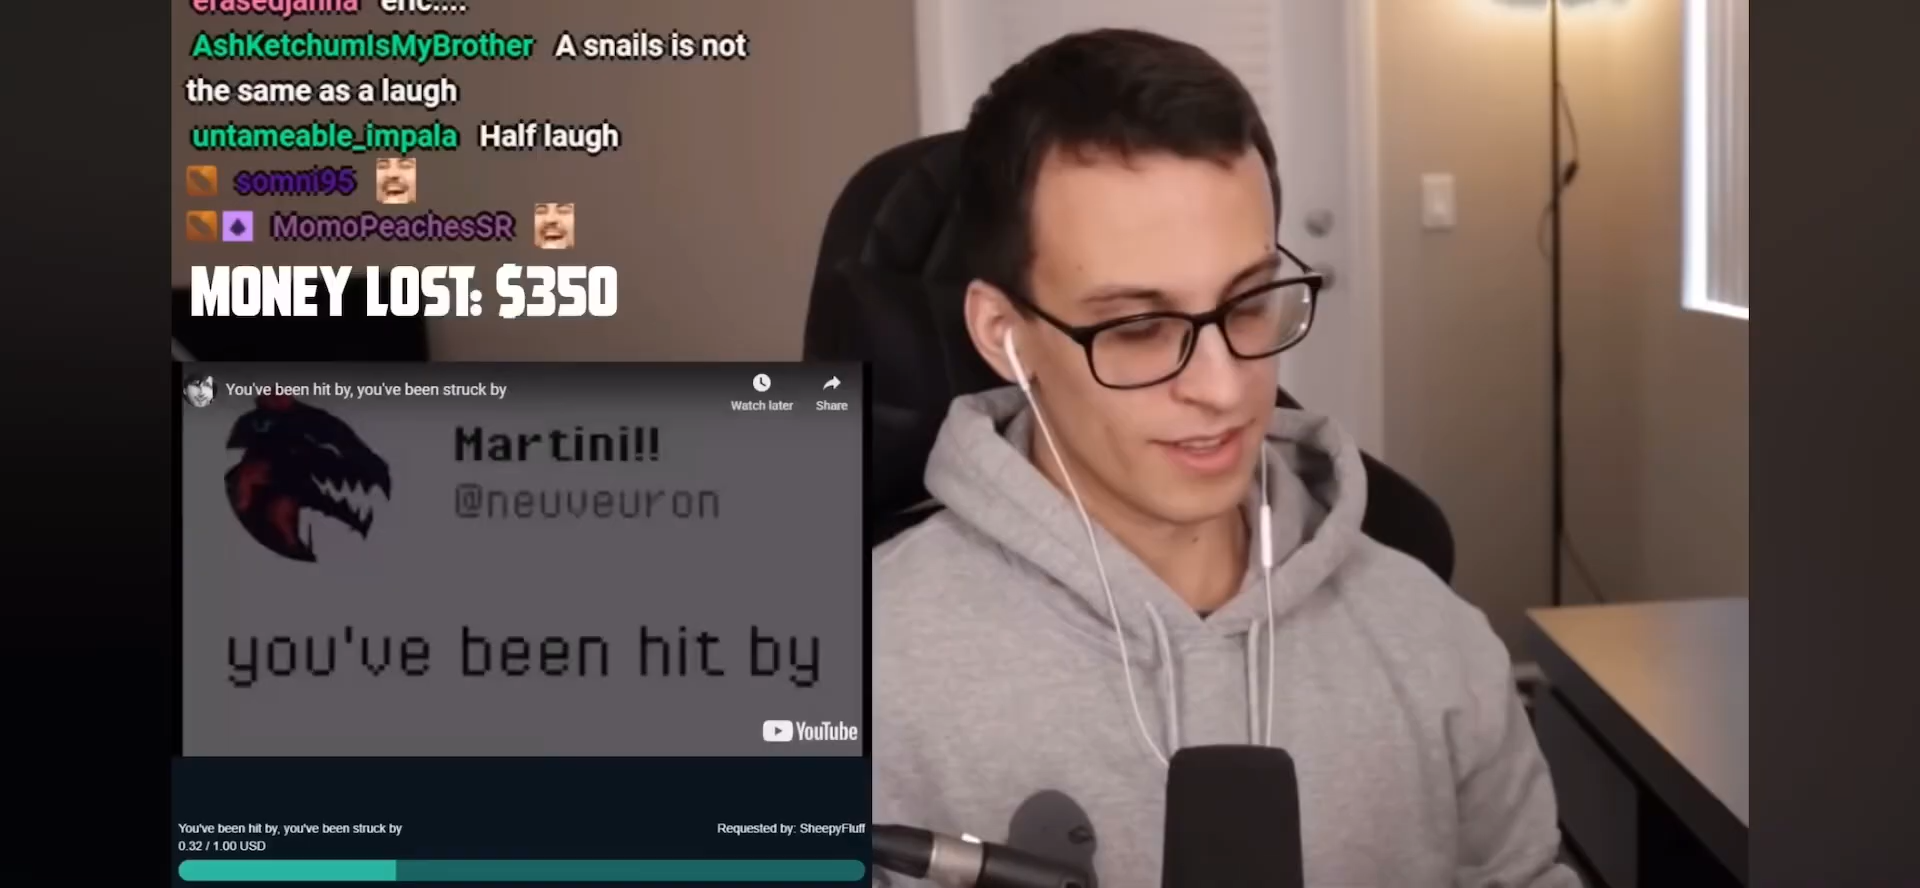 erasedjanna eric....
AshKetchumIsMyBrother A snails is not
the same as a laugh
untameable_impala Half laugh
somni95
MomoPeachesSR
MONEY LOST: $350
You've been hit by, you've been struck by
Watch later Share
Martini!!
@neuveuron
you've been hit by
YouTube
You've been hit by, you've been struck by Requested by: SheepyFluff
0.32 / 1.00 USD